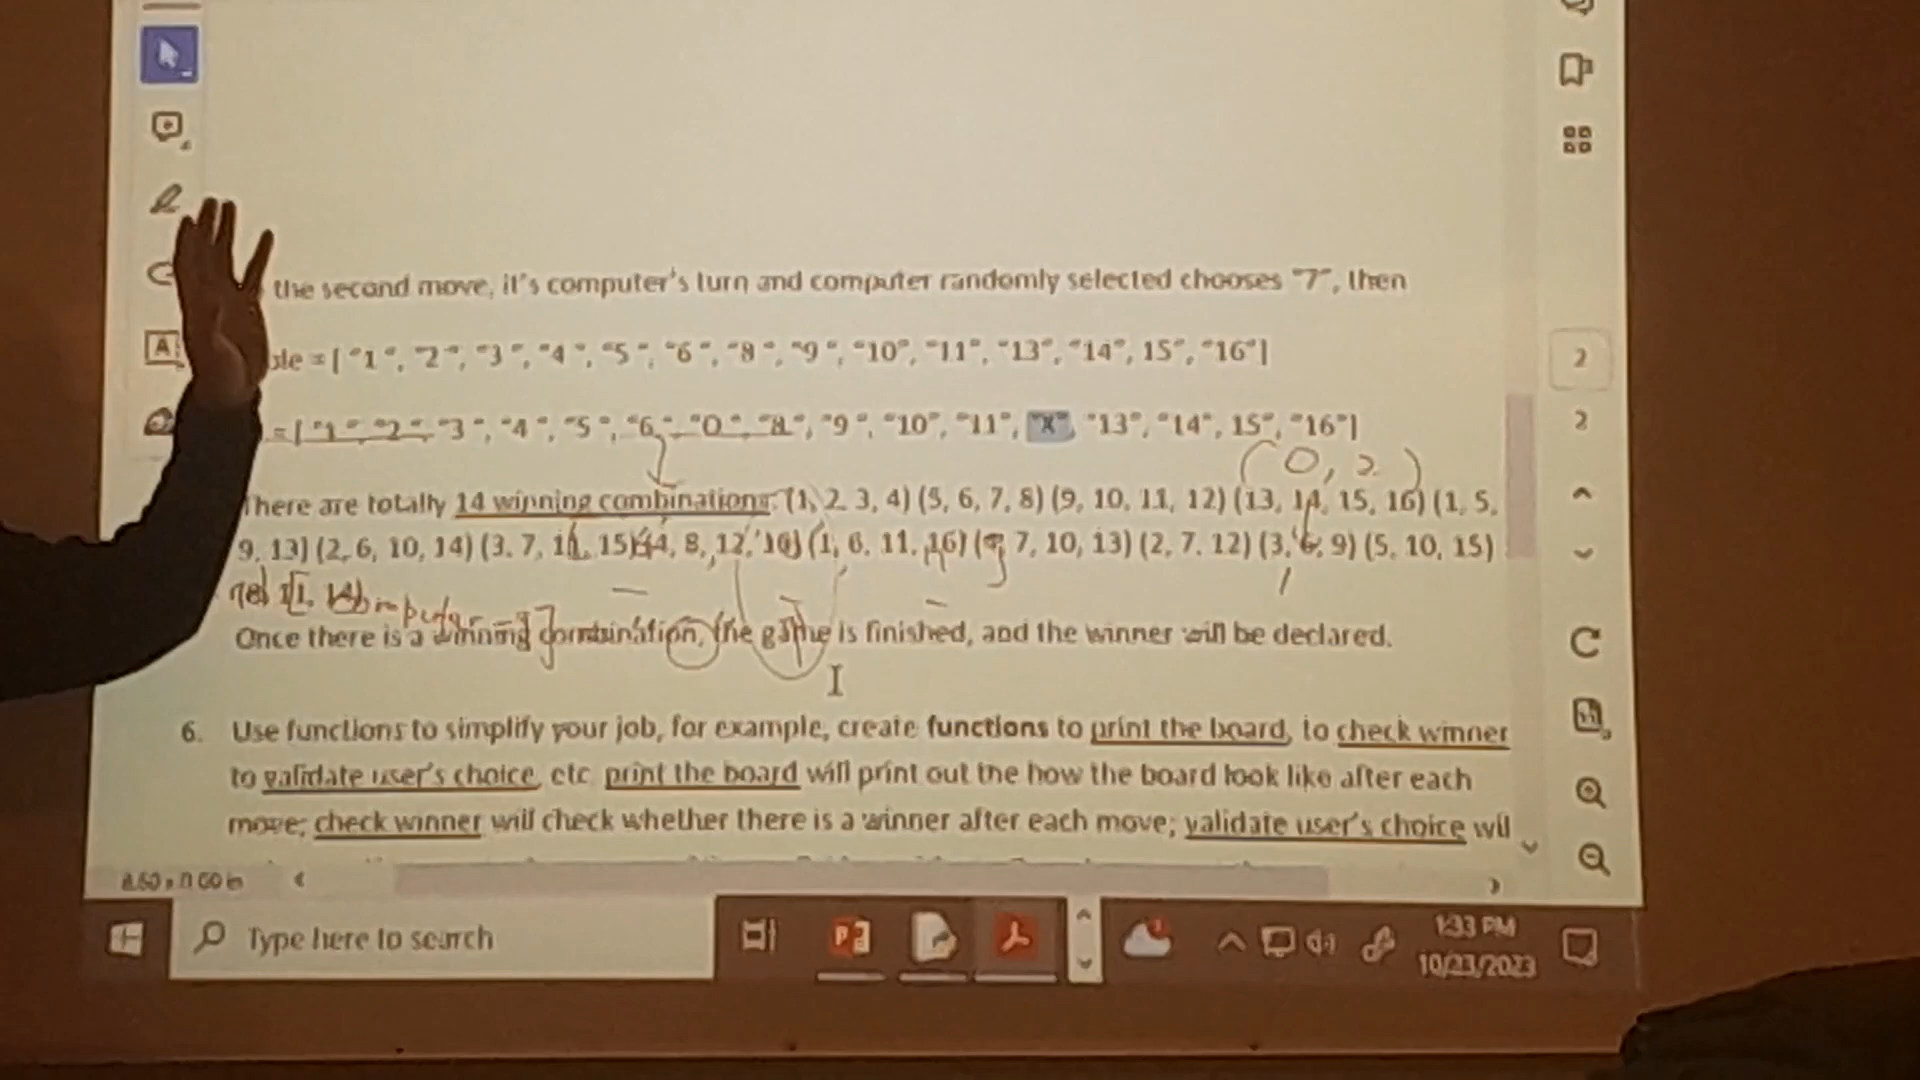 the second move, it's computer's turn and computer randomly selected chooses "7", then
ble = [ "1 ", "2", "3 ", "4 ", "5 ", "6 ", "8 ", "9 ", "10", "11", "13", "14", 15", "16"]
= [ "1 ", "2 ", "3 ", "4 ", "5 ", "6 ", "O ", "8 ", "9 ", "10", "11", "X", "13", "14", 15", "16"]
(0, 2 )
There are totally 14 winning combinations: (1, 2 3, 4) (5, 6, 7, 8) (9, 10, 11, 12) (13, 14, 15, 16) (1, 5,
9, 13) (2, 6, 10, 14) (3, 7, 11, 15) (4, 8, 12, 16) (1, 6, 11, 16) ( 7, 10, 13) (2, 7, 12) (3, 6, 9) (5, 10, 15)
(8, 11, 14)
Once there is a winning combination, the game is finished, and the winner will be declared.
6. Use functions to simplify your job, for example, create functions to print the board, to check winner
to validate user's choice, etc. print the board will print out the how the board look like after each
move; check winner will check whether there is a winner after each move; validate user's choice will
Type here to search
1:33 PM
10/23/2023
A
2
2